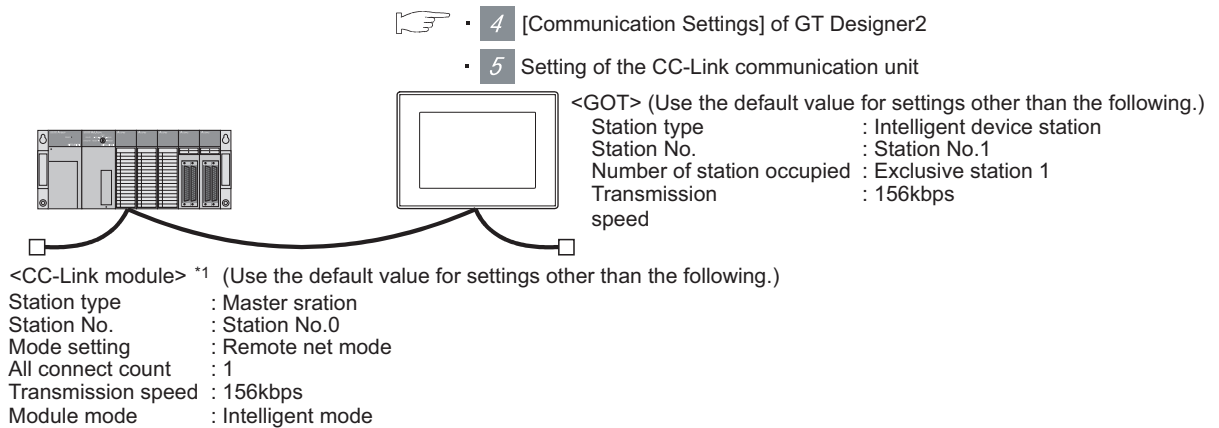 · 4 [Communication Settings] of GT Designer2
· 5 Setting of the CC-Link communication unit
<GOT> (Use the default value for settings other than the following.)
Station type : Intelligent device station
Station No. : Station No.1
Number of station occupied : Exclusive station 1
Transmission : 156kbps
speed
<CC-Link module> *1 (Use the default value for settings other than the following.)
Station type : Master sration
Station No. : Station No.0
Mode setting : Remote net mode
All connect count : 1
Transmission speed : 156kbps
Module mode : Intelligent mode